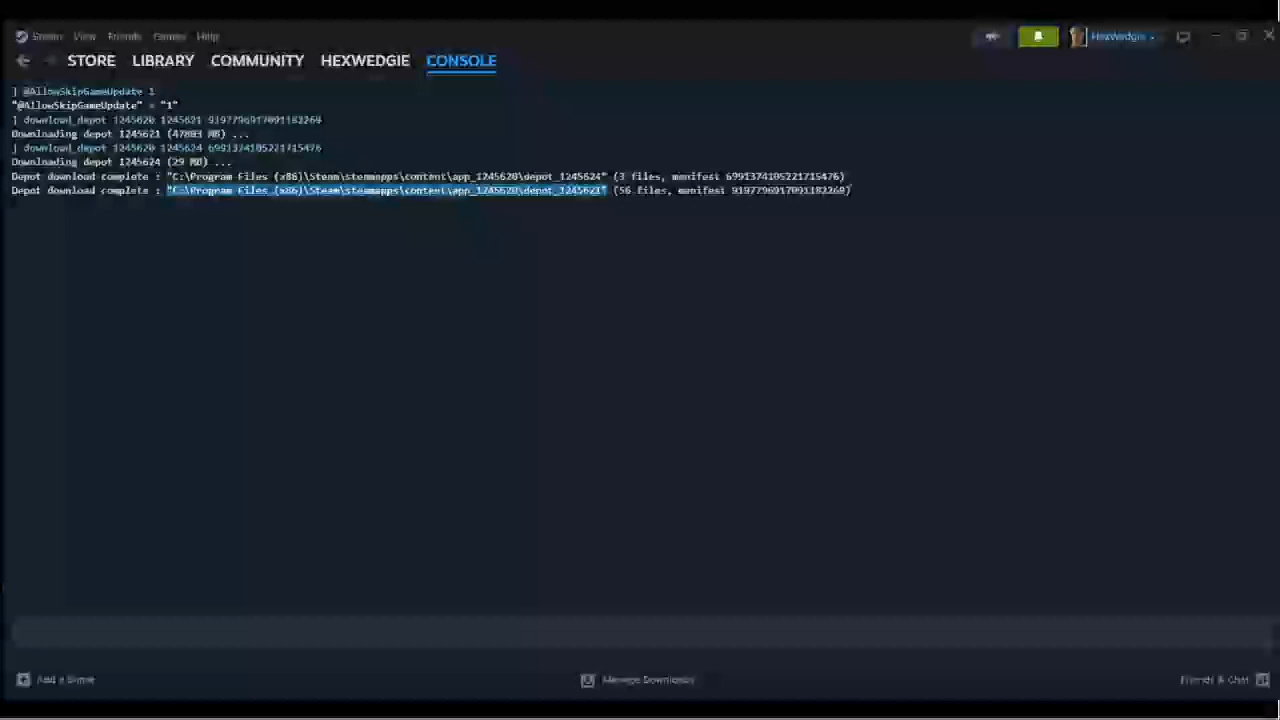 Steam View Friends Games Help
HexWedgie
STORE LIBRARY COMMUNITY HEXWEDGIE CONSOLE
] @AllowSkipGameUpdate 1
"@AllowSkipGameUpdate" = "1"
] download_depot 1245620 1245621 9197796917091182269
Downloading depot 1245621 (47803 MB) ...
] download_depot 1245620 1245624 6991374105221715476
Downloading depot 1245624 (29 MB) ...
Depot download complete : "C:\Program Files (x86)\Steam\steamapps\content\app_1245620\depot_1245624" (3 files, manifest 6991374105221715476)
Depot download complete : "C:\Program Files (x86)\Steam\steamapps\content\app_1245620\depot_1245621" (56 files, manifest 9197796917091182269)
Add a Game Manage Downloads Friends & Chat